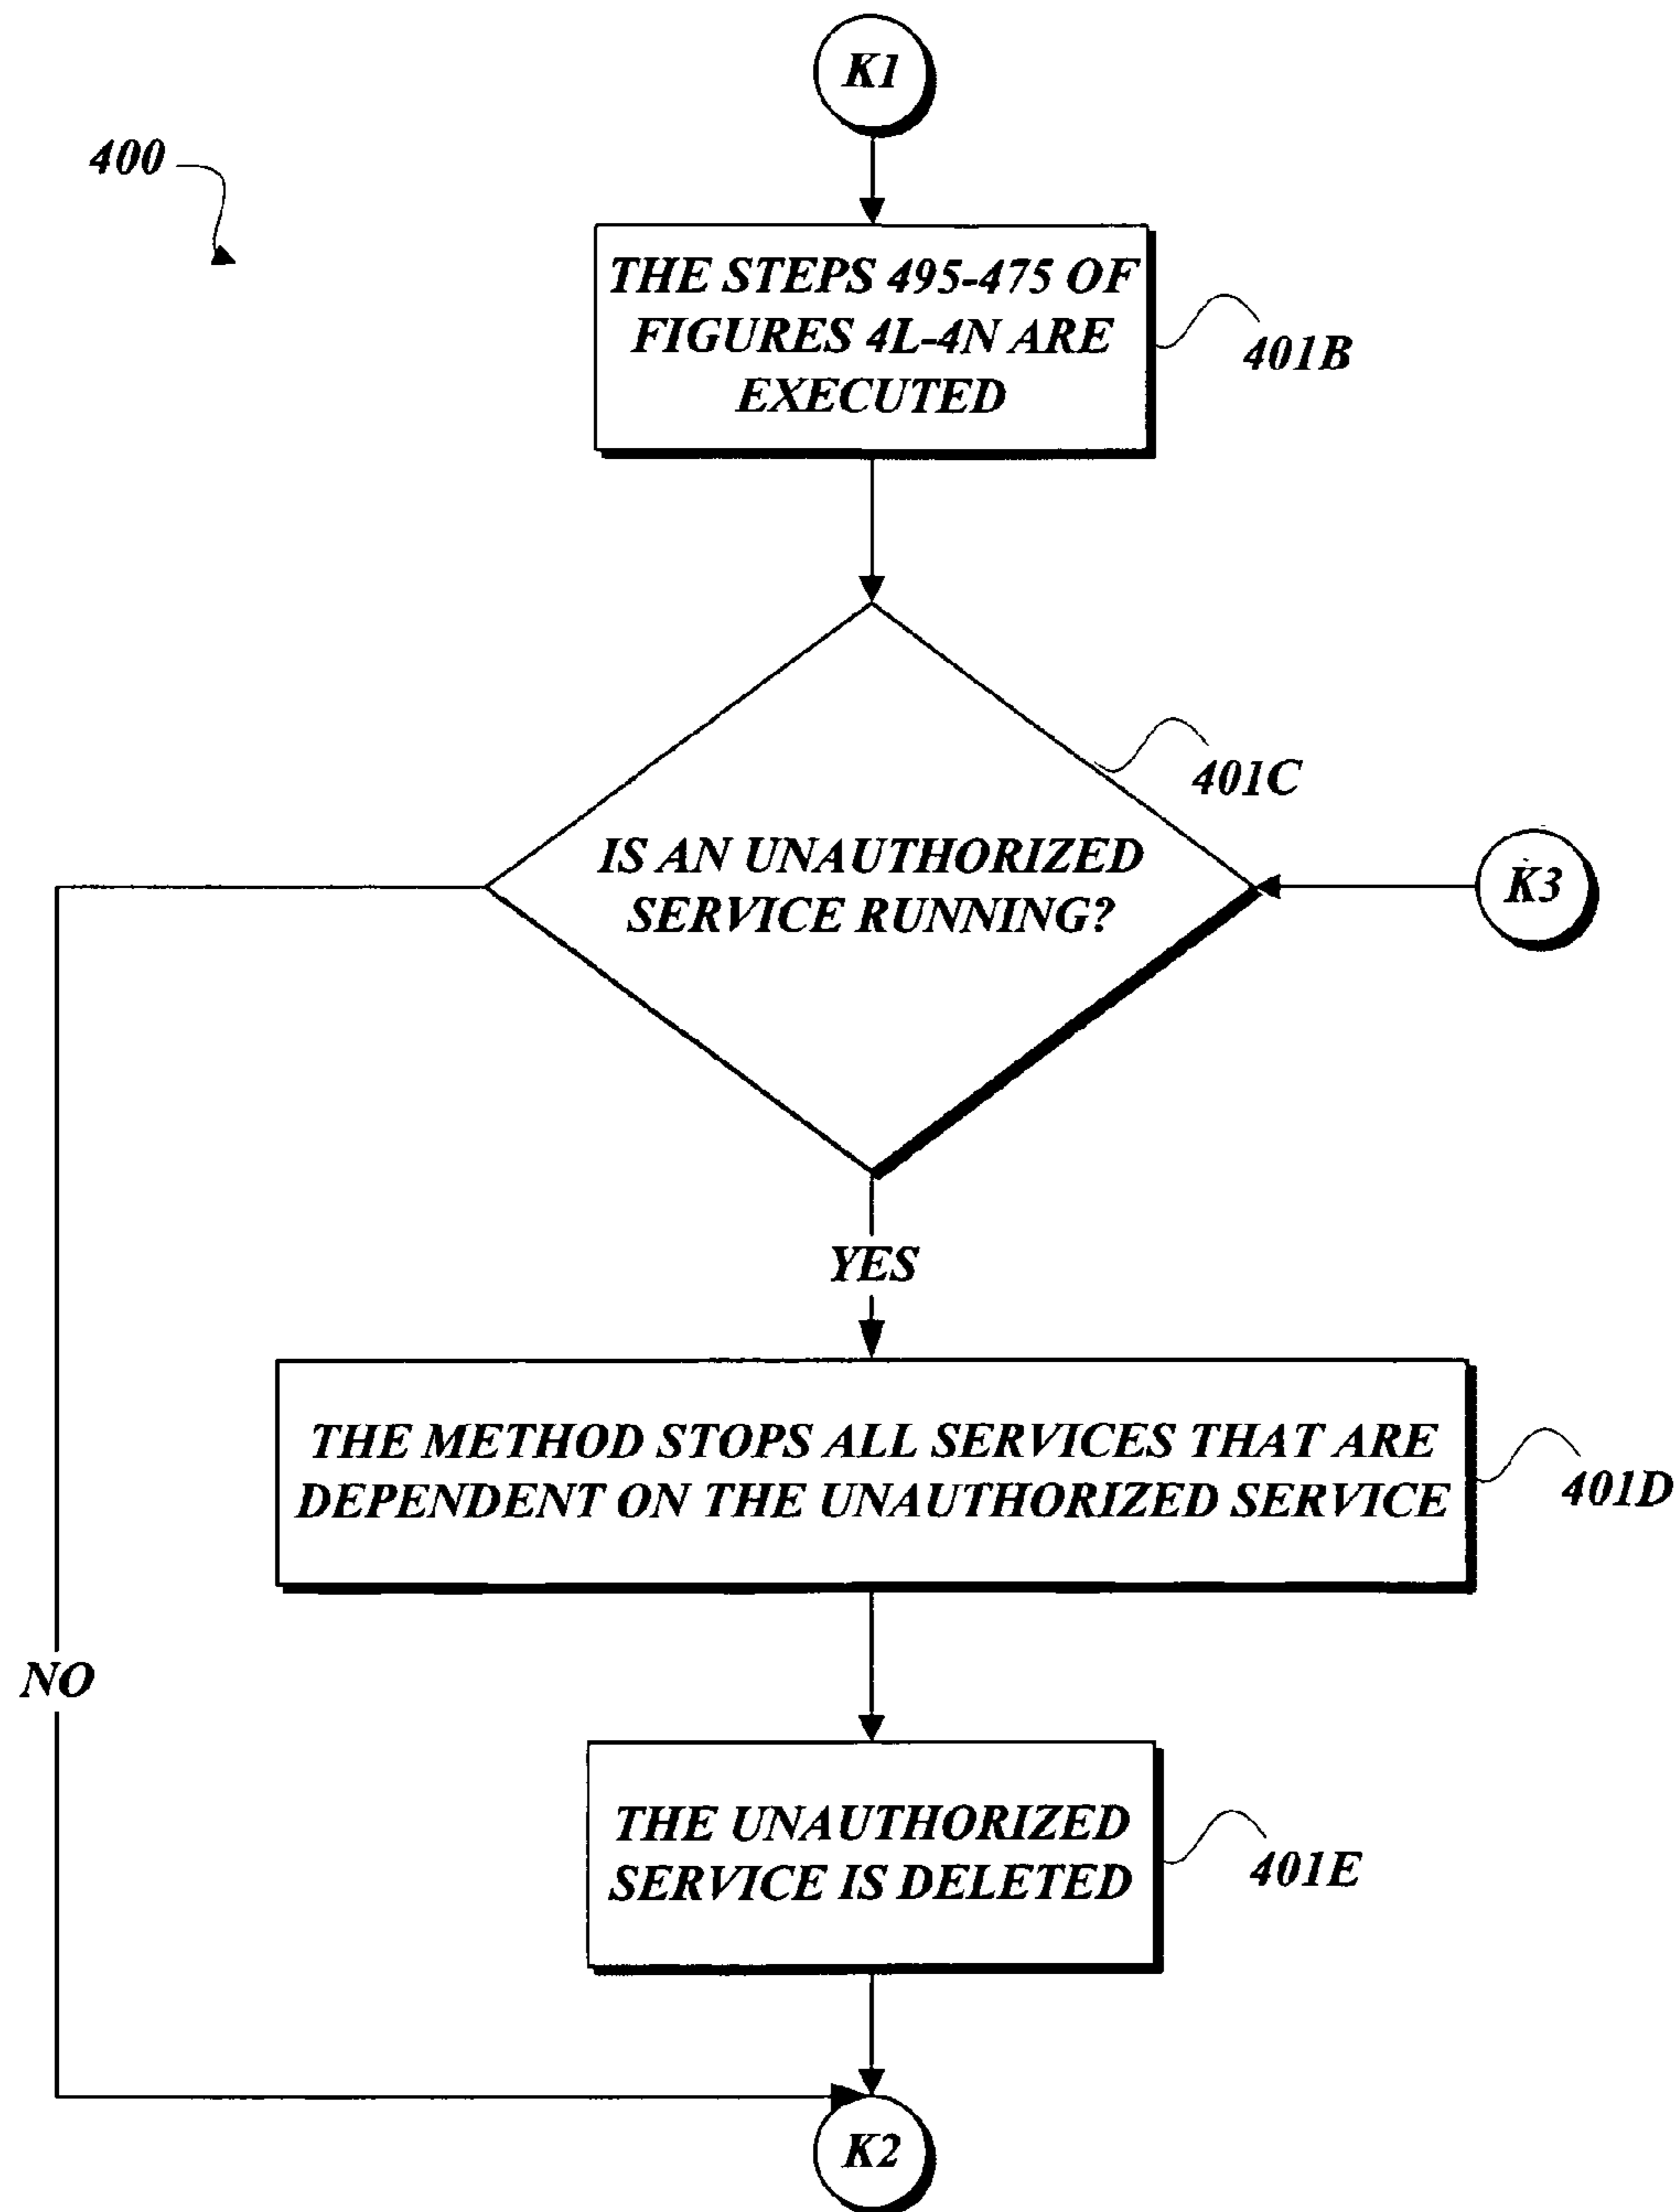 K1
400
THE STEPS 495-475 OF
FIGURES 4L-4N ARE
EXECUTED
401B
401C
IS AN UNAUTHORIZED
SERVICE RUNNING?
K3
YES
THE METHOD STOPS ALL SERVICES THAT ARE
DEPENDENT ON THE UNAUTHORIZED SERVICE
401D
NO
THE UNAUTHORIZED
SERVICE IS DELETED
401E
K2